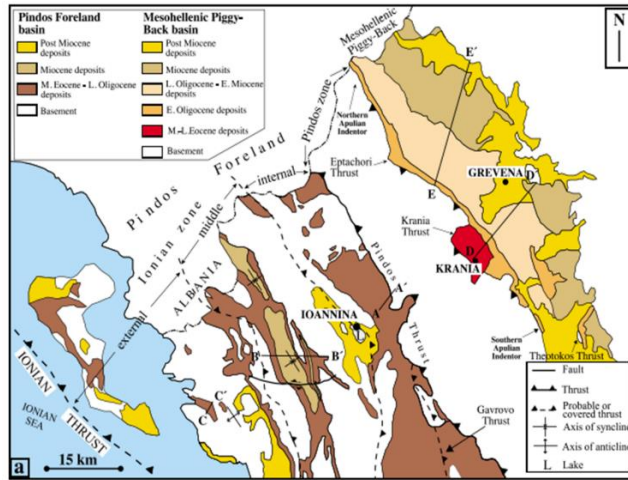 Pindos Foreland
basin
Post Miocene
deposits
Miocene deposits
M. Eocene - L. Oligocene
deposits
Basement
Mesohellenic Piggy-
Back basin
Post Miocene
deposits
Miocene deposits
L. Oligocene - E. Miocene
deposits
E. Oligocene deposits
M-L Eocene deposits
Basement
Mesohellenic
Piggy-Back
N
E´
Pindos zone
Northern
Apulian
Indentor
Foreland
internal
Eptachori
Thrust
GREVENA
D´
E
Pindos
Ionian zone
middle
Krania
Thrust
D
KRANIA
ALBANIA
Pindos
Thrust
A´
A
IOANNINA
external
Southern
Apulian
Indentor
Theotokos Thrust
B
B´
C´
C
IONIAN
THRUST
IONIAN
SEA
Gavrovo
Thrust
Fault
Thrust
Probable or
covered thrust
Axis of syncline
Axis of anticline
L Lake
a
15 km